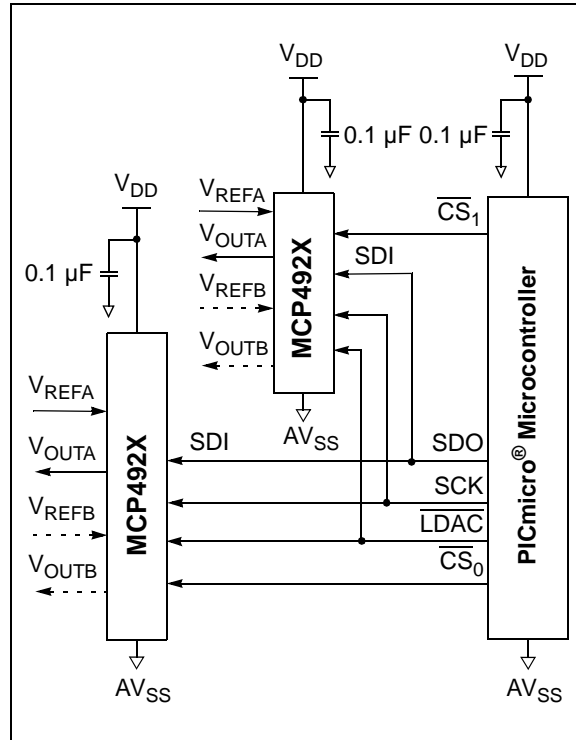 VDD
VDD
0.1 µF
0.1 µF
VDD
VREFA
CS1
VOUTA
SDI
0.1 µF
VREFB
MCP492X
VOUTB
PICmicro® Microcontroller
VREFA
AVSS
VOUTA
SDI
SDO
MCP492X
SCK
VREFB
LDAC
VOUTB
CS0
AVSS
AVSS